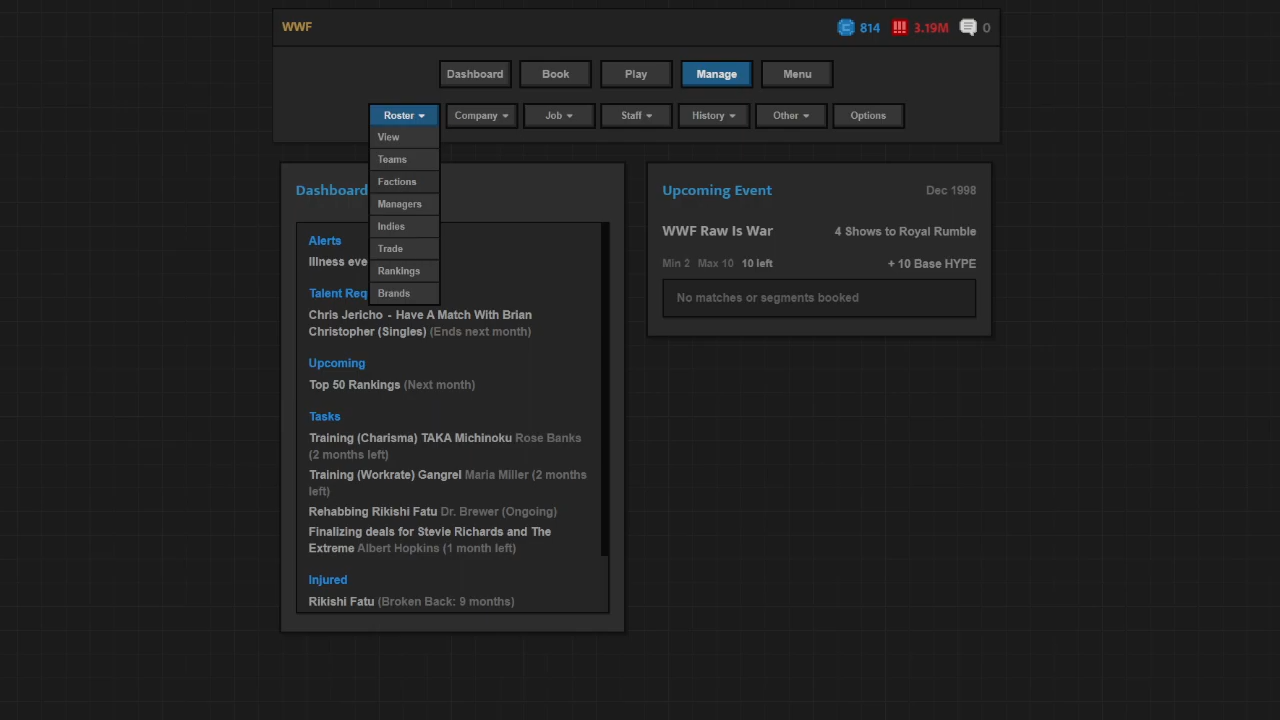 WWF
814
3.19M
0
Dashboard
Book
Play
Manage
Menu
Roster
Company
Job
Staff
History
Other
Options
View
Teams
Factions
Managers
Indies
Trade
Rankings
Brands
Dashboard
Alerts
Illness eve
Talent Req
Chris Jericho - Have A Match With Brian
Christopher (Singles) (Ends next month)
Upcoming
Top 50 Rankings (Next month)
Tasks
Training (Charisma) TAKA Michinoku Rose Banks
(2 months left)
Training (Workrate) Gangrel Maria Miller (2 months
left)
Rehabbing Rikishi Fatu Dr. Brewer (Ongoing)
Finalizing deals for Stevie Richards and The
Extreme Albert Hopkins (1 month left)
Injured
Rikishi Fatu (Broken Back: 9 months)
Upcoming Event
Dec 1998
WWF Raw Is War
4 Shows to Royal Rumble
Min 2 Max 10 10 left
+ 10 Base HYPE
No matches or segments booked